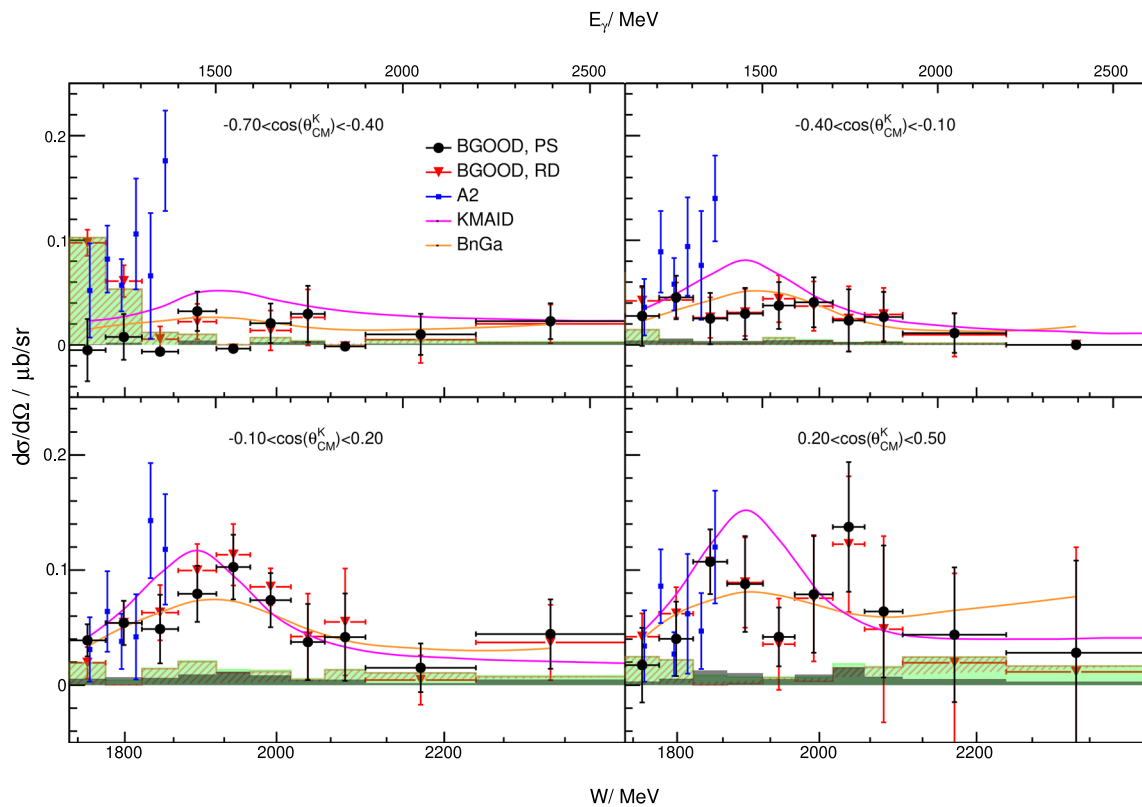 E_γ/ MeV
1500 2000 2500 1500 2000 2500
-0.70<cos(θ^K_CM)<-0.40
-0.40<cos(θ^K_CM)<-0.10
BGOOD, PS
BGOOD, RD
A2
KMAID
BnGa
0.2
0.1
0
dσ/dΩ / μb/sr
-0.10<cos(θ^K_CM)<0.20
0.20<cos(θ^K_CM)<0.50
0.2
0.1
0
1800 2000 2200 1800 2000 2200
W/ MeV